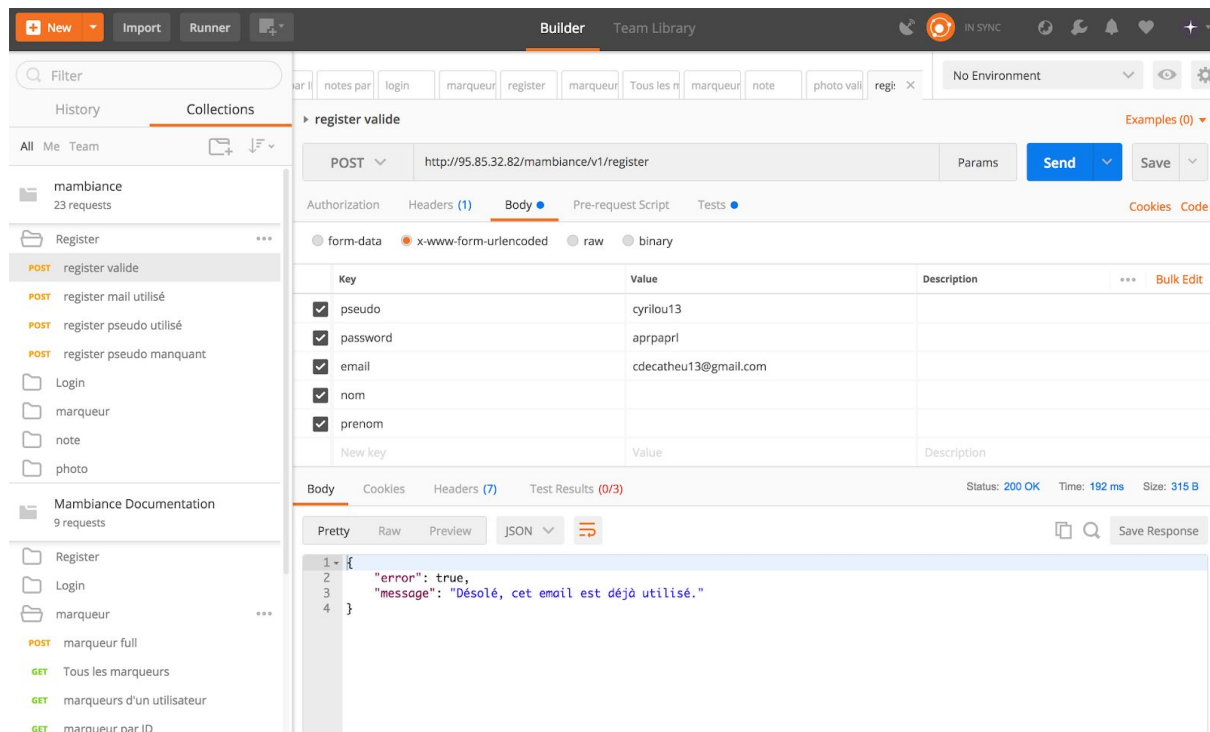 New Import Runner Builder Team Library IN SYNC
Filter
History Collections
All Me Team
mambiance
23 requests
Register
POST register valide
POST register mail utilisé
POST register pseudo utilisé
POST register pseudo manquant
Login
marqueur
note
photo
Mambiance Documentation
9 requests
Register
Login
marqueur
POST marqueur full
GET Tous les marqueurs
GET marqueurs d'un utilisateur
GET marqueur par ID
notes par login marqueur register marqueur Tous les marqueur note photo vali regis No Environment
register valide Examples (0)
POST http://95.85.32.82/mambiance/v1/register Params Send Save
Authorization Headers (1) Body Pre-request Script Tests Cookies Code
form-data x-www-form-urlencoded raw binary
Key Value Description Bulk Edit
pseudo cyrilou13
password aprpaprl
email cdecatheu13@gmail.com
nom
prenom
New key Value Description
Body Cookies Headers (7) Test Results (0/3) Status: 200 OK Time: 192 ms Size: 315 B
Pretty Raw Preview JSON Save Response
1 {
2 "error": true,
3 "message": "Désolé, cet email est déjà utilisé."
4 }